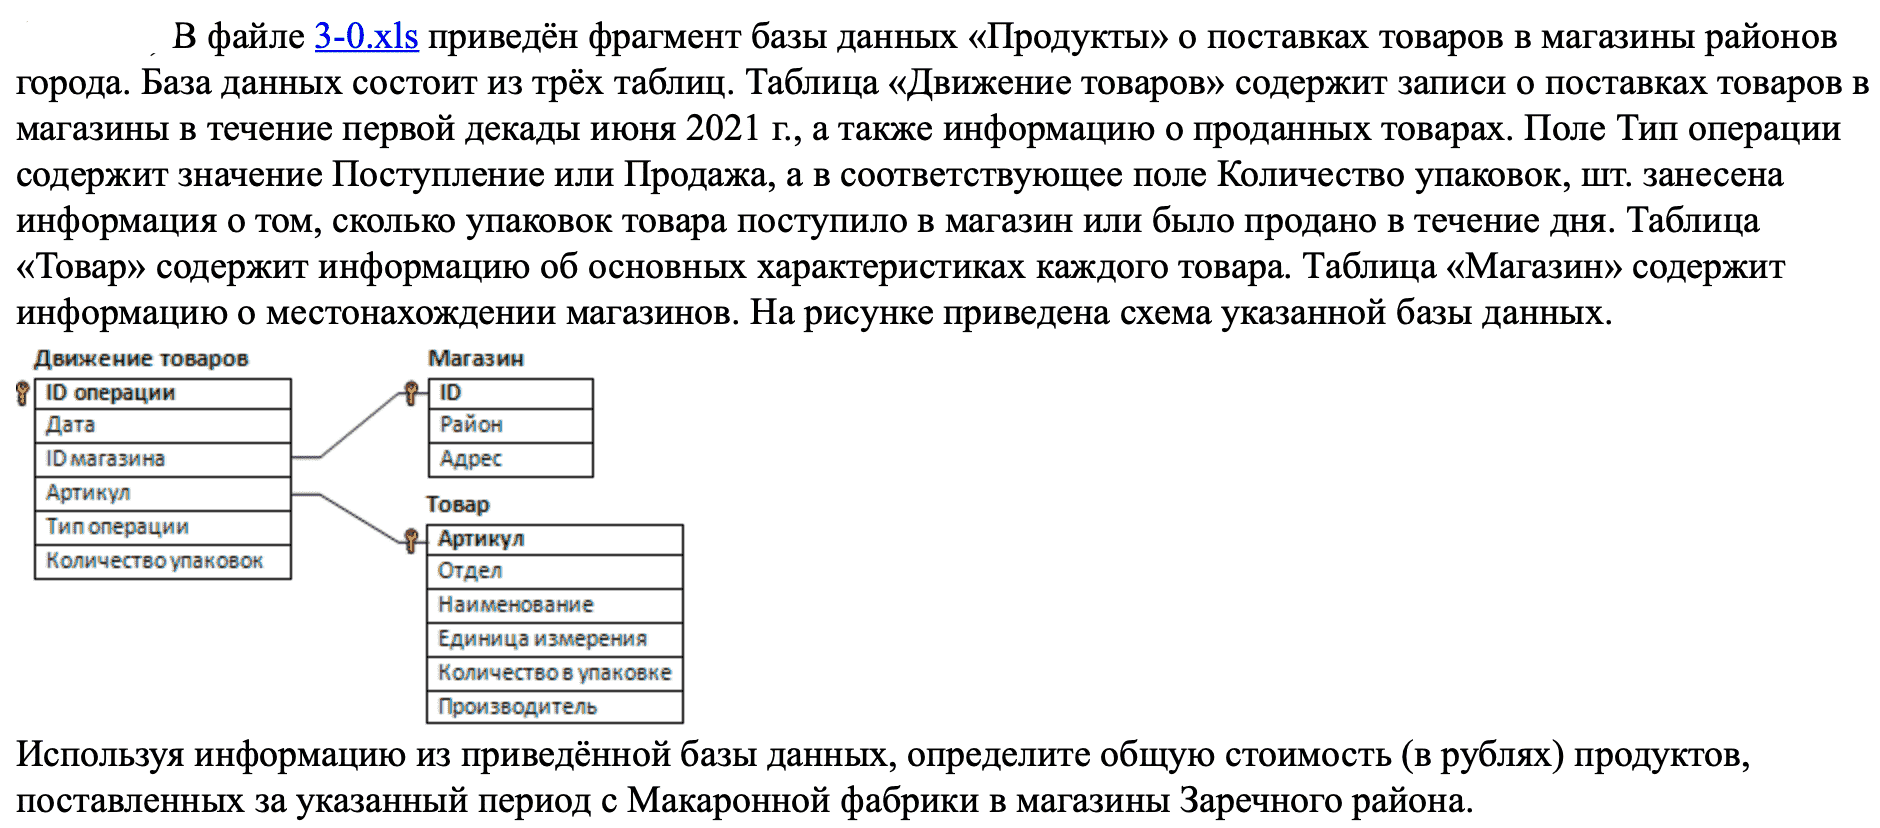 В файле 3-0.xls приведён фрагмент базы данных «Продукты» о поставках товаров в магазины районов
города. База данных состоит из трёх таблиц. Таблица «Движение товаров» содержит записи о поставках товаров в
магазины в течение первой декады июня 2021 г., а также информацию о проданных товарах. Поле Тип операции
содержит значение Поступление или Продажа, а в соответствующее поле Количество упаковок, шт. занесена
информация о том, сколько упаковок товара поступило в магазин или было продано в течение дня. Таблица
«Товар» содержит информацию об основных характеристиках каждого товара. Таблица «Магазин» содержит
информацию о местонахождении магазинов. На рисунке приведена схема указанной базы данных.
Движение товаров
ID операции
Дата
ID магазина
Артикул
Тип операции
Количество упаковок
Магазин
ID
Район
Адрес
Товар
Артикул
Отдел
Наименование
Единица измерения
Количество в упаковке
Производитель
Используя информацию из приведённой базы данных, определите общую стоимость (в рублях) продуктов,
поставленных за указанный период с Макаронной фабрики в магазины Заречного района.